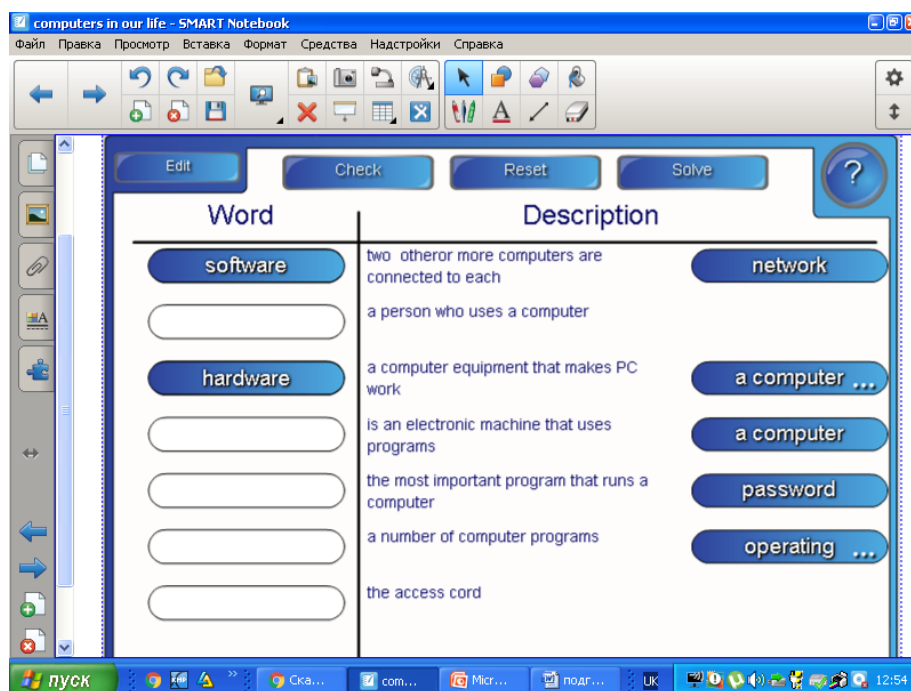 computers in our life - SMART Notebook
Файл Правка Просмотр Вставка Формат Средства Надстройки Справка
Edit Check Reset Solve ?
Word Description
software two otheror more computers are network
connected to each
a person who uses a computer
hardware a computer equipment that makes PC a computer ...
work
is an electronic machine that uses a computer
programs
the most important program that runs a password
computer
a number of computer programs operating ...
the access cord
пуск Ска... com... Micr... подг... UK 12:54